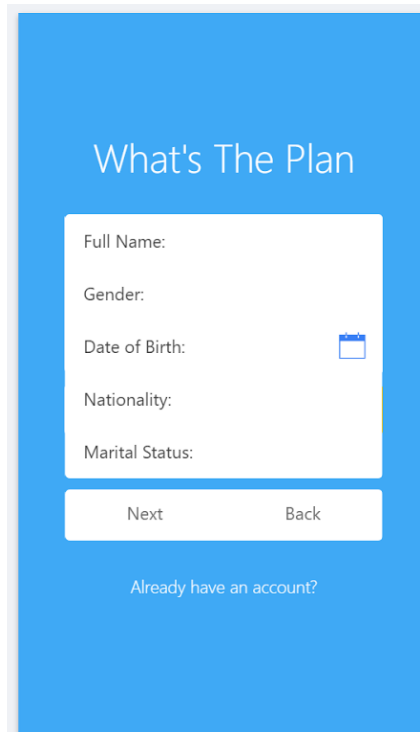 What's The Plan
Full Name:
Gender:
Date of Birth:
Nationality:
Marital Status:
Next Back
Already have an account?